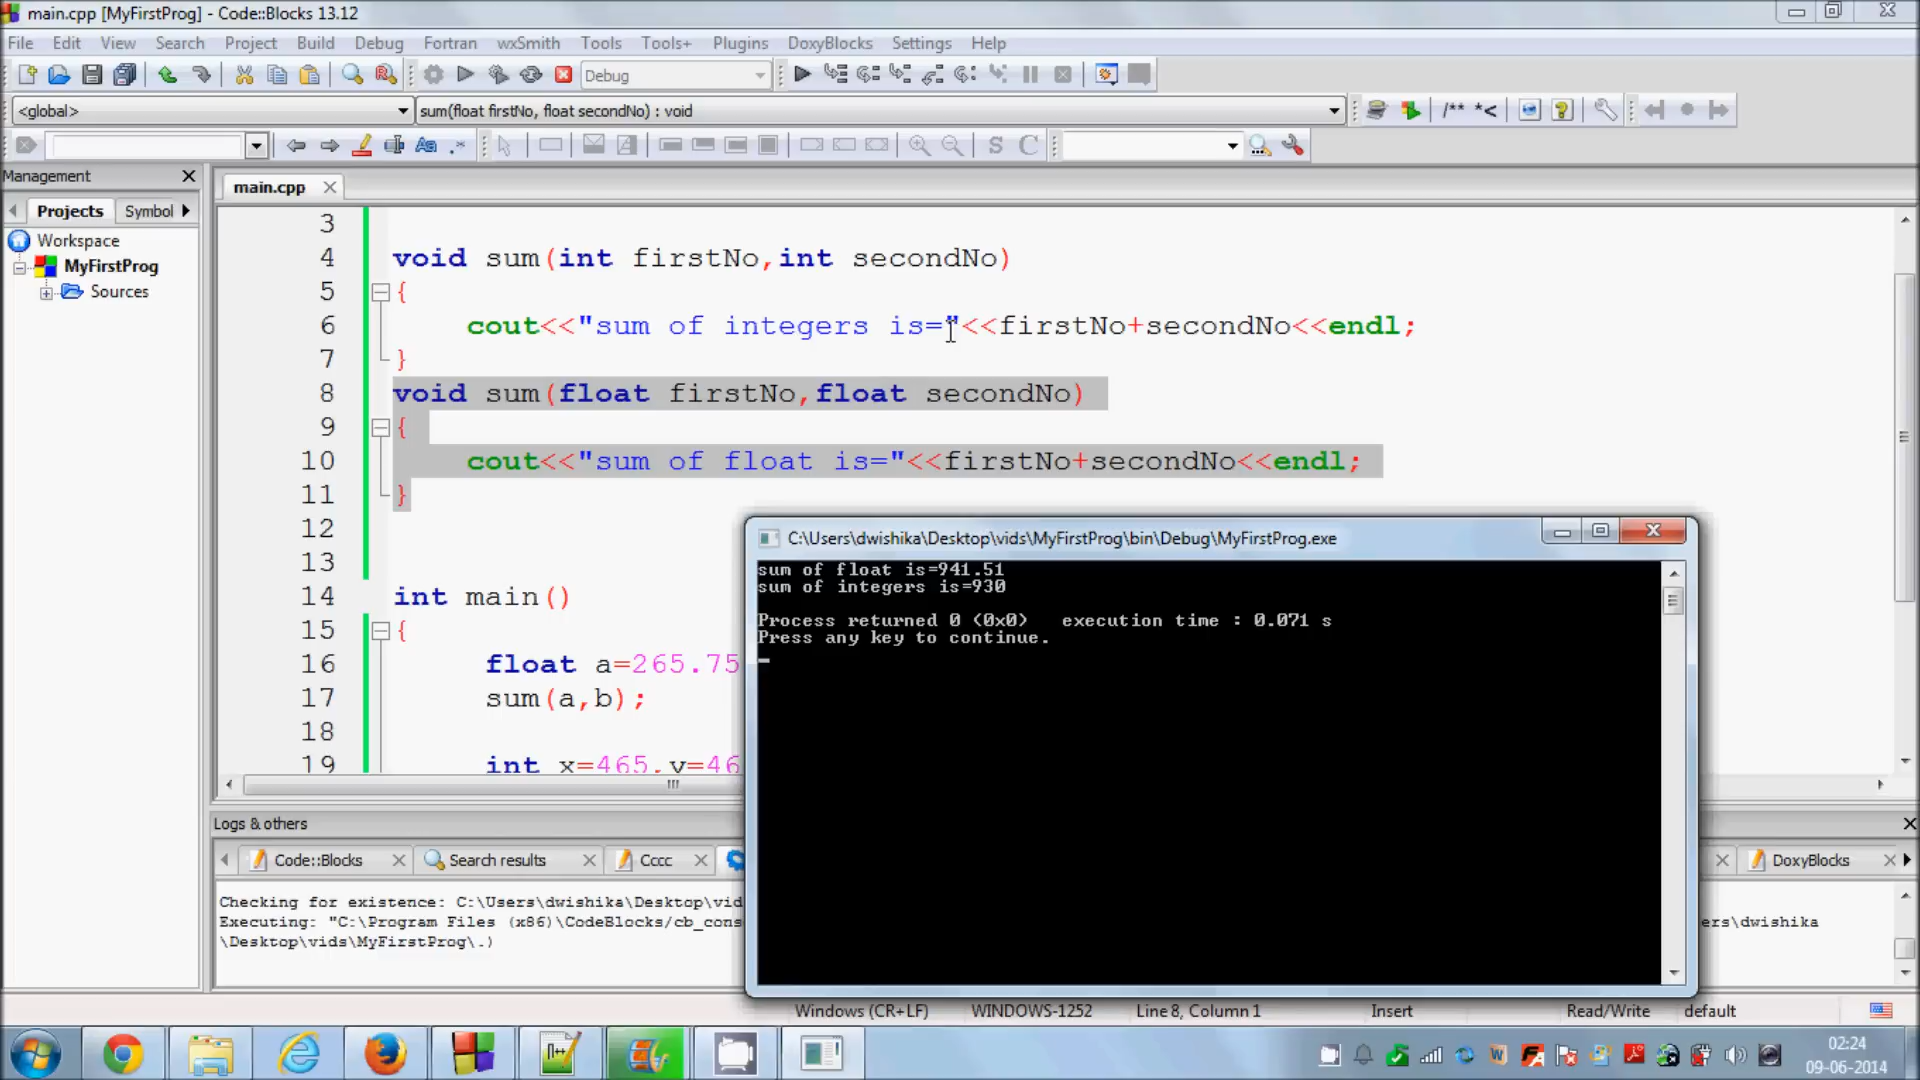 main.cpp [MyFirstProg] - Code::Blocks 13.12
File Edit View Search Project Build Debug Fortran wxSmith Tools Tools+ Plugins DoxyBlocks Settings Help
Debug
<global> sum(float firstNo, float secondNo) : void /** *<
Management
main.cpp
Projects Symbol
Workspace
MyFirstProg
Sources
3
4 void sum(int firstNo,int secondNo)
5 {
6 cout<<"sum of integers is="<<firstNo+secondNo<<endl;
7 }
8 void sum(float firstNo,float secondNo)
9 {
10 cout<<"sum of float is="<<firstNo+secondNo<<endl;
11 }
12
13
14 int main()
15 {
16 float a=265.75
17 sum(a,b);
18
19 int x=465,y=46
C:\Users\dwishika\Desktop\vids\MyFirstProg\bin\Debug\MyFirstProg.exe
sum of float is=941.51
sum of integers is=930
Process returned 0 (0x0) execution time : 0.071 s
Press any key to continue.
Logs & others
Code::Blocks Search results Cccc DoxyBlocks
Checking for existence: C:\Users\dwishika\Desktop\vid
Executing: "C:\Program Files (x86)\CodeBlocks/cb_cons ers\dwishika
\Desktop\vids\MyFirstProg\.)
Windows (CR+LF) WINDOWS-1252 Line 8, Column 1 Insert Read/Write default
02:24
09-06-2014